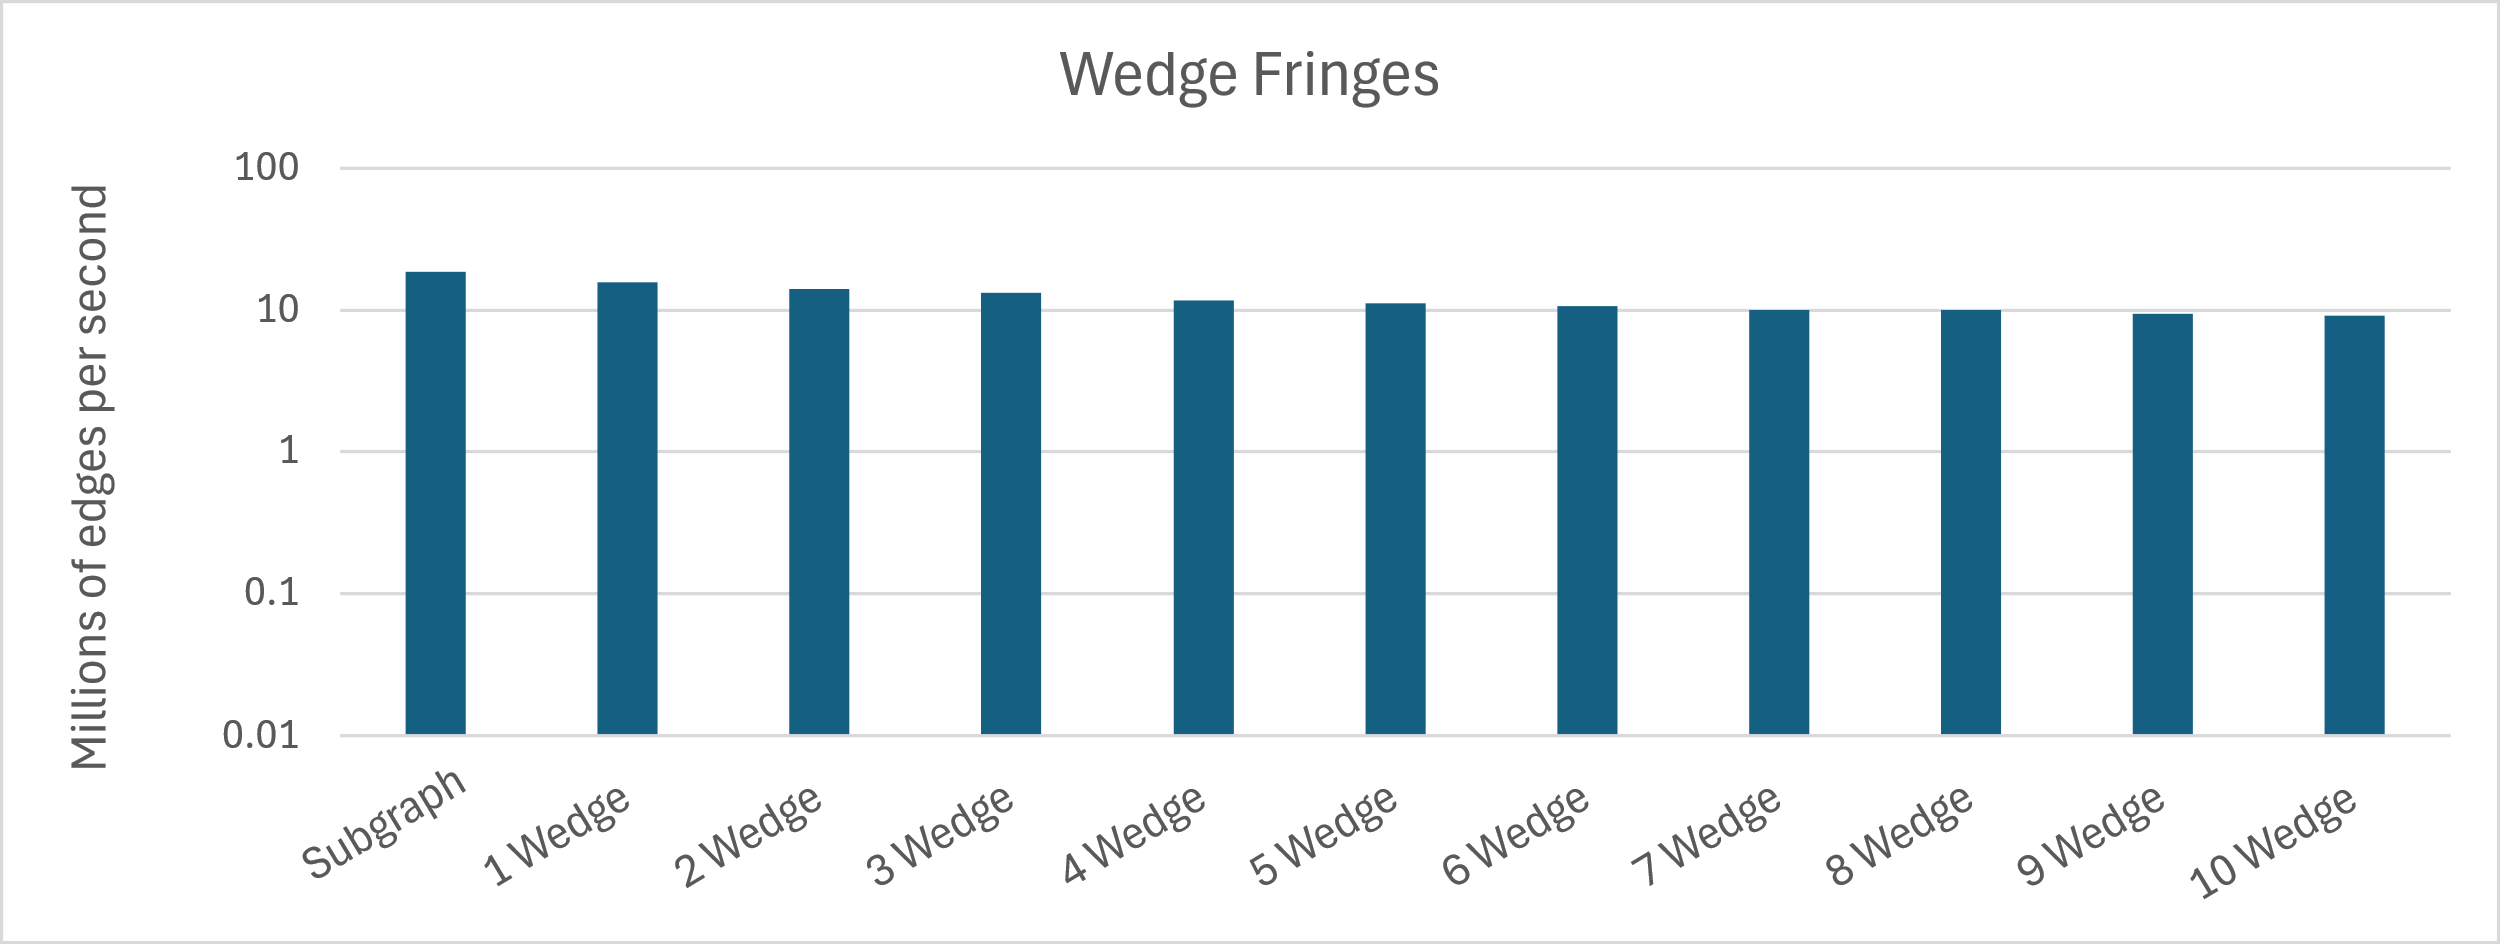 Wedge Fringes
Millions of edges per second
100
10
1
0.1
0.01
Subgraph
1 Wedge
2 Wedge
3 Wedge
4 Wedge
5 Wedge
6 Wedge
7 Wedge
8 Wedge
9 Wedge
10 Wedge